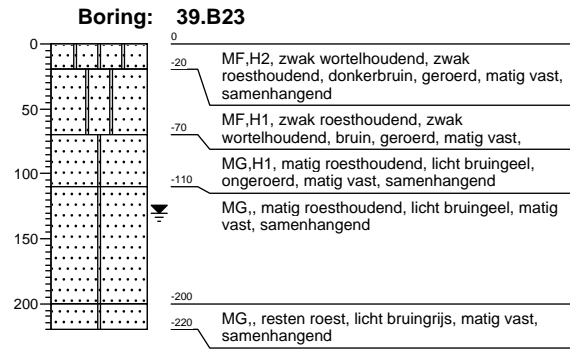 Boring: 39.B23
0
0
-20
MF,H2, zwak wortelhoudend, zwak
roesthoudend, donkerbruin, geroerd, matig vast,
samenhangend
50
-70
MF,H1, zwak roesthoudend, zwak
wortelhoudend, bruin, geroerd, matig vast,
100
-110
MG,H1, matig roesthoudend, licht bruingeel,
ongeroerd, matig vast, samenhangend
MG,, matig roesthoudend, licht bruingeel, matig
vast, samenhangend
150
200
-200
-220
MG,, resten roest, licht bruingrijs, matig vast,
samenhangend